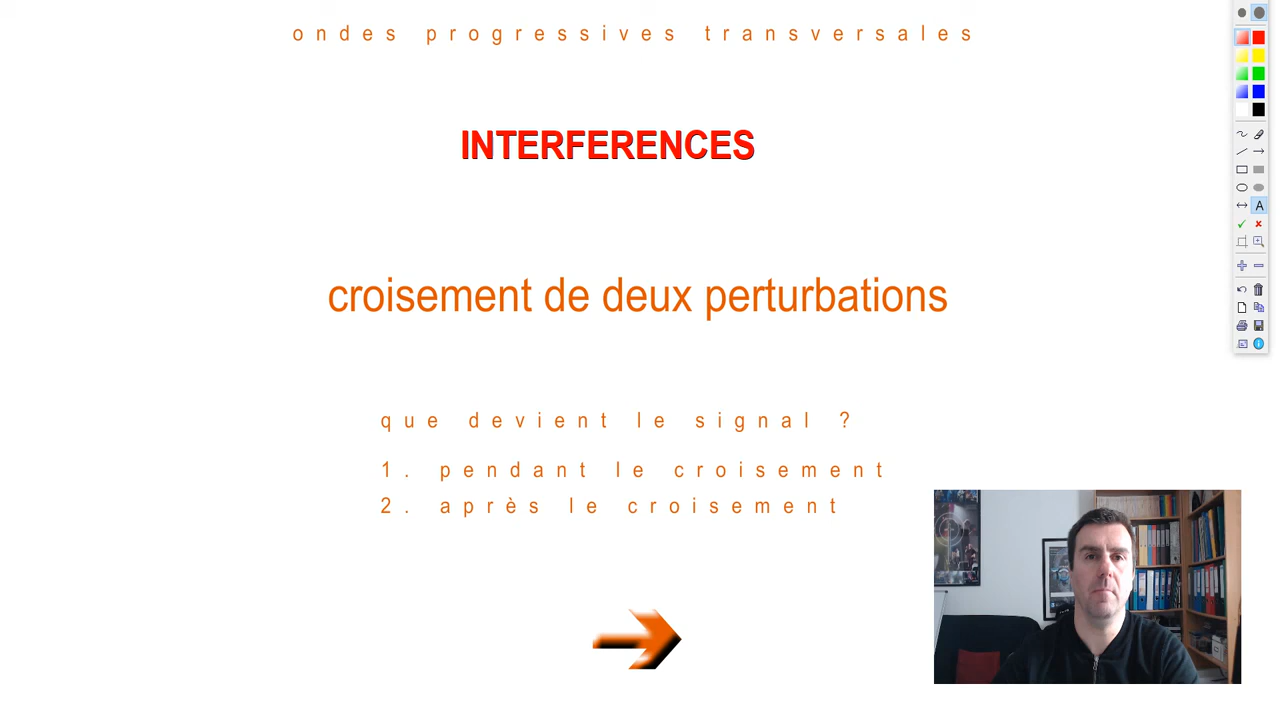 ondes progressives transversales
INTERFERENCES
croisement de deux perturbations
que devient le signal ?
1. pendant le croisement
2. après le croisement
A